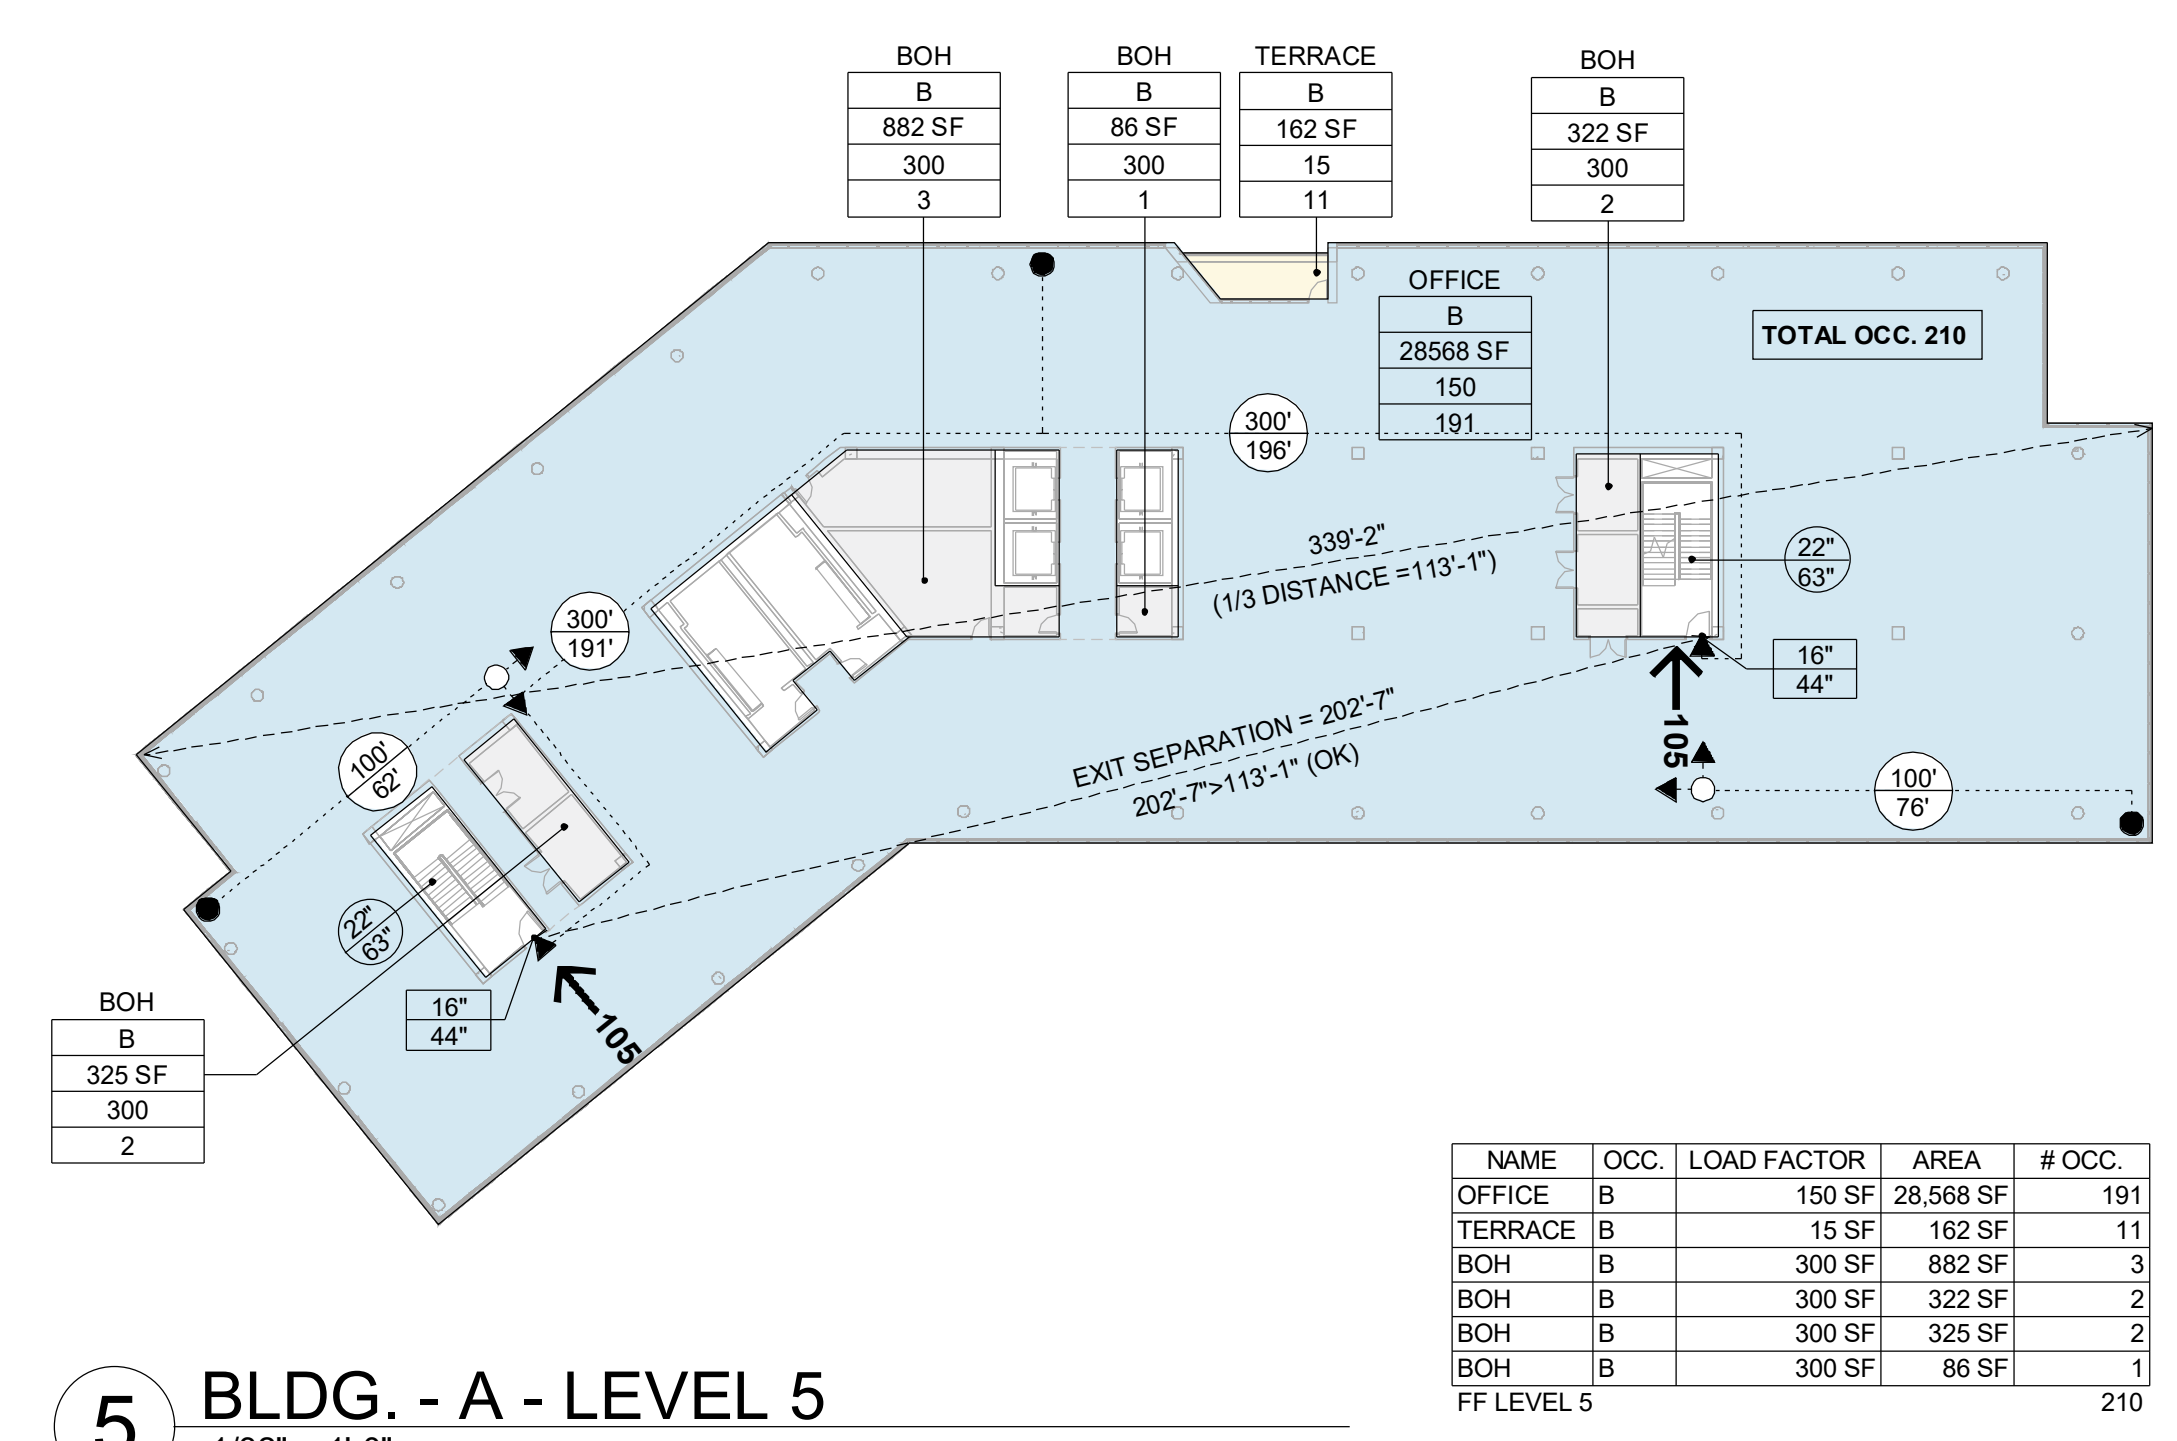 BOH
B
882 SF
300
3
BOH
B
86 SF
300
1
TERRACE
B
162 SF
15
11
BOH
B
322 SF
300
2
OFFICE
B
28568 SF
150
191
TOTAL OCC. 210
300'
196'
339'-2"
(1/3 DISTANCE =113'-1")
22"
63"
300'
191'
16"
44"
105
EXIT SEPARATION = 202'-7"
202'-7">113'-1" (OK)
100'
62'
100'
76'
22"
63"
16"
44"
105
BOH
B
325 SF
300
2
NAME OCC. LOAD FACTOR AREA # OCC.
OFFICE B 150 SF 28,568 SF 191
TERRACE B 15 SF 162 SF 11
BOH B 300 SF 882 SF 3
BOH B 300 SF 322 SF 2
BOH B 300 SF 325 SF 2
BOH B 300 SF 86 SF 1
FF LEVEL 5 210
5 BLDG. - A - LEVEL 5